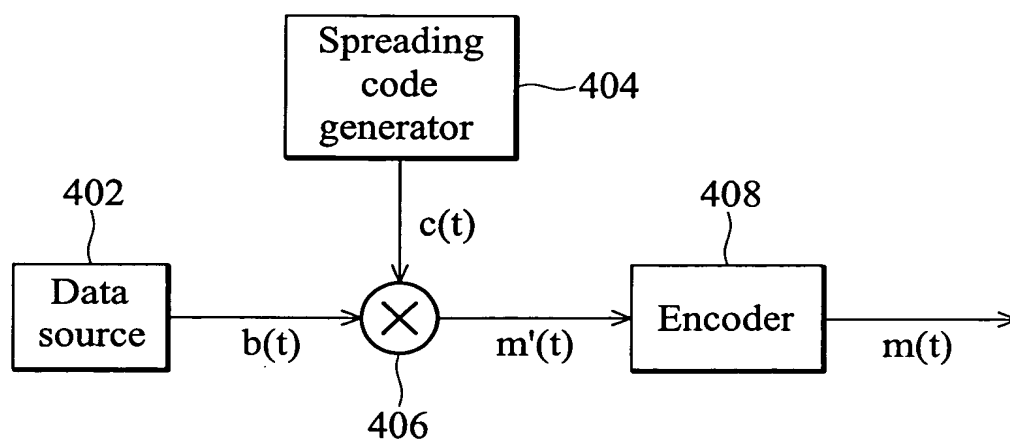 Spreading
code
generator
404
402
c(t)
408
Data
source
b(t)
m'(t)
Encoder
m(t)
406